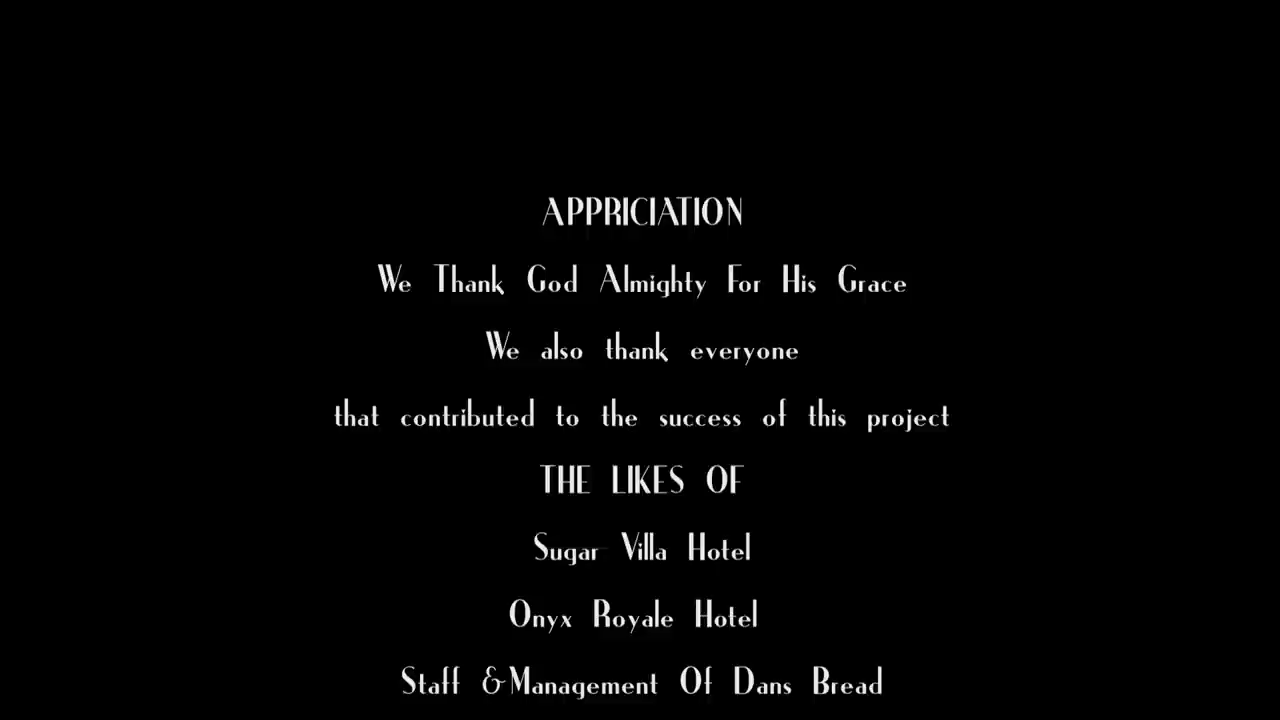 APPRICIATION
We Thank God Almighty For His Grace
We also thank everyone
that contributed to the success of this project
THE LIKES OF
Sugar Villa Hotel
Onyx Royale Hotel
Staff &Management Of Dans Bread